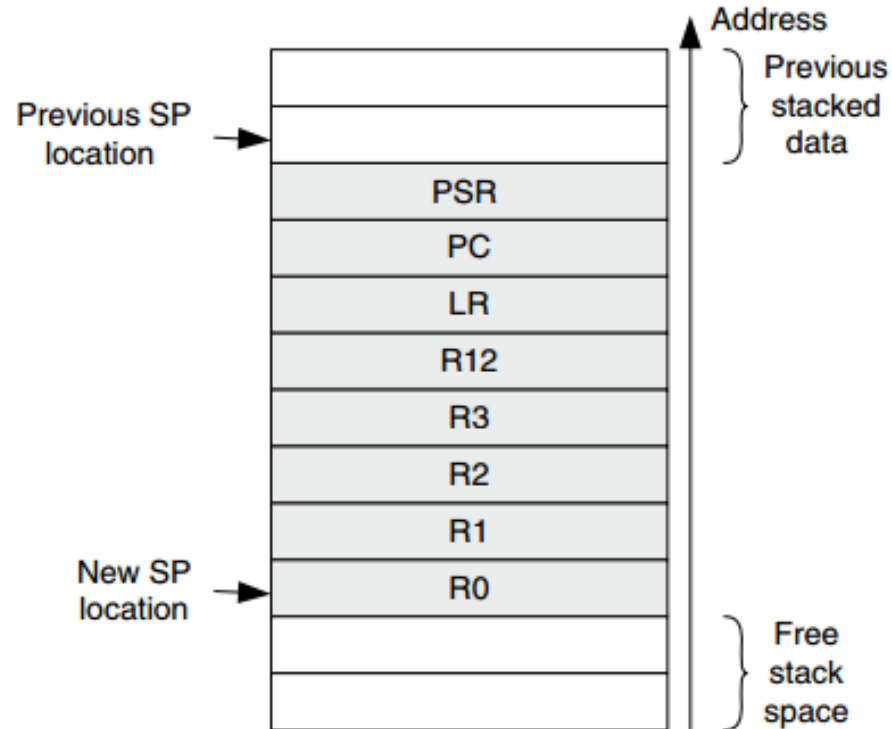 Address
Previous
stacked
data
Previous SP
location
PSR
PC
LR
R12
R3
R2
R1
R0
New SP
location
Free
stack
space